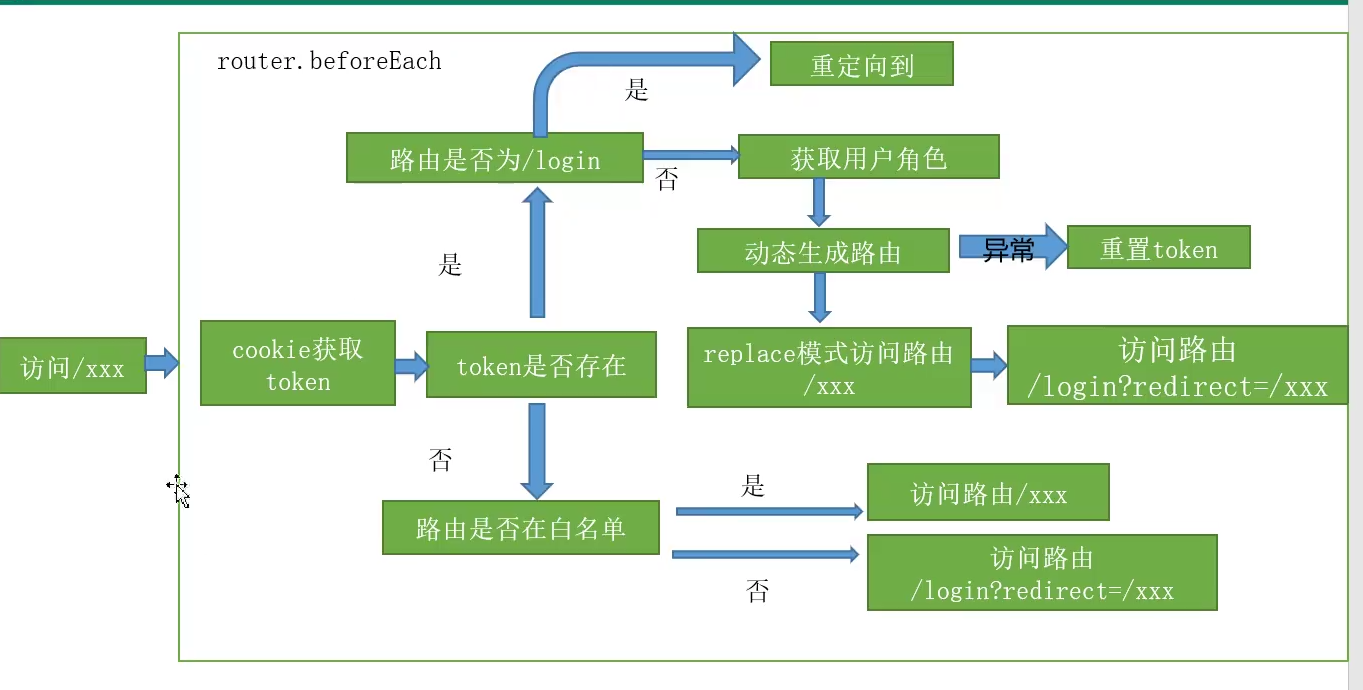 router.beforeEach
是
重定向到
路由是否为/login
否
获取用户角色
是
动态生成路由
异常
重置token
访问/xxx
cookie获取
token
token是否存在
replace模式访问路由
/xxx
访问路由
/login?redirect=/xxx
否
路由是否在白名单
是
访问路由/xxx
否
访问路由
/login?redirect=/xxx